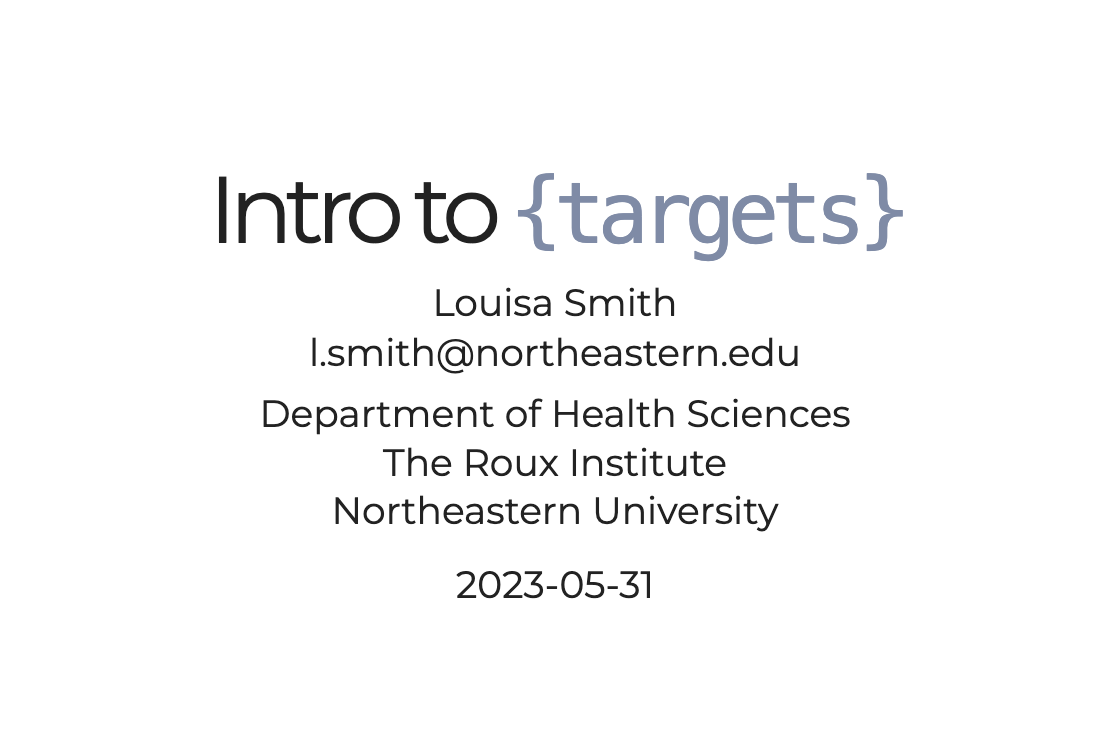 Intro to {targets}
Louisa Smith
l.smith@northeastern.edu
Department of Health Sciences
The Roux Institute
Northeastern University
2023-05-31